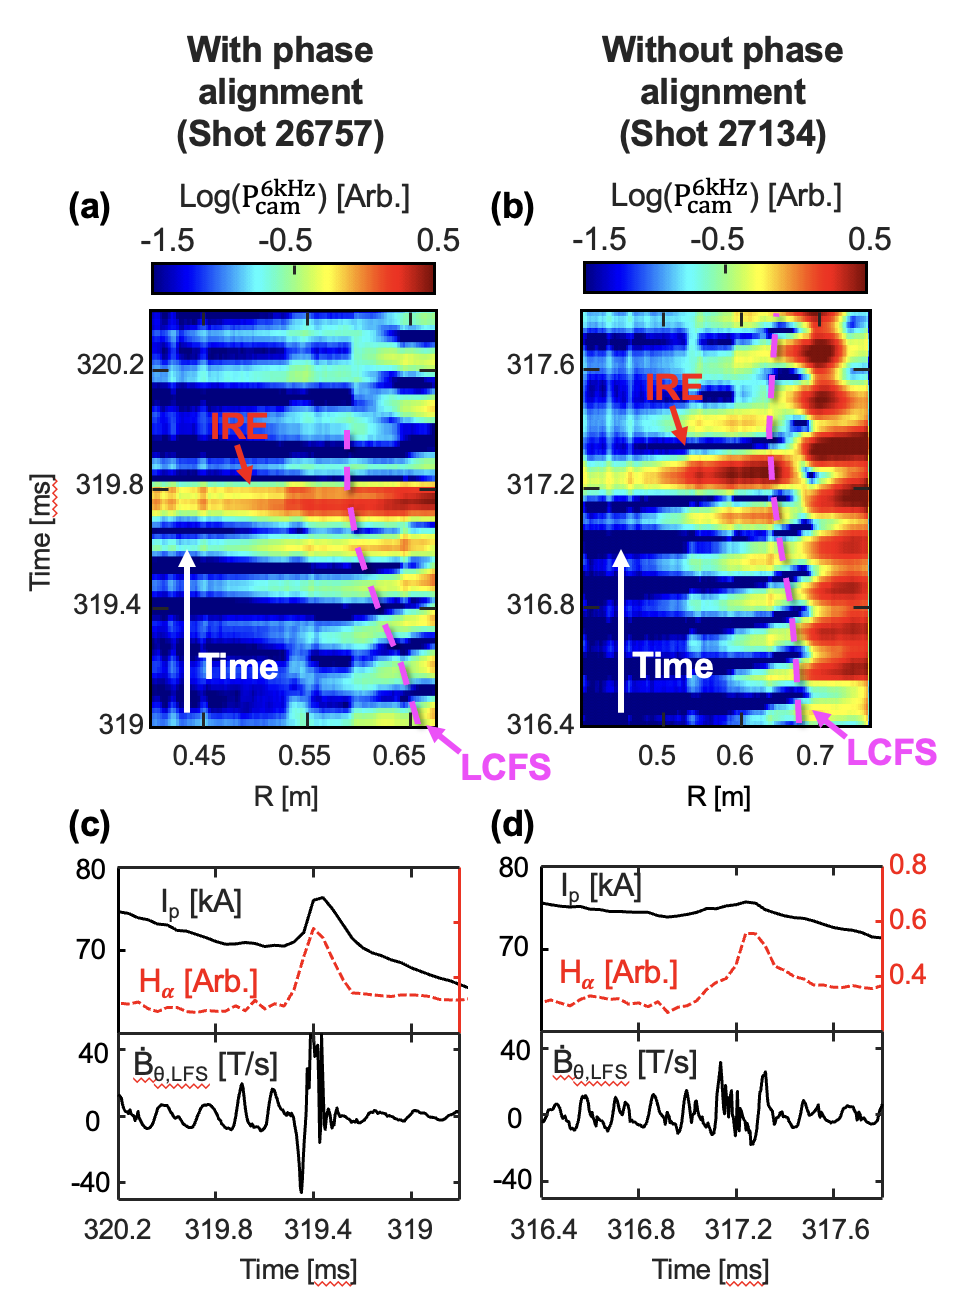 With phase
alignment
(Shot 26757)
Without phase
alignment
(Shot 27134)
(a)
Log(P_cam^6kHz) [Arb.]
-1.5 -0.5 0.5
320.2
319.8
319.4
319
Time [ms]
IRE
Time
LCFS
0.45 0.55 0.65
R [m]
(b)
Log(P_cam^6kHz) [Arb.]
-1.5 -0.5 0.5
317.6
317.2
316.8
316.4
IRE
Time
LCFS
0.5 0.6 0.7
R [m]
(c)
80
70
I_p [kA]
H_α [Arb.]
40
0
-40
Ḃ_θ,LFS [T/s]
320.2 319.8 319.4 319
Time [ms]
(d)
80
70
I_p [kA]
H_α [Arb.]
0.8
0.6
0.4
40
0
-40
Ḃ_θ,LFS [T/s]
316.4 316.8 317.2 317.6
Time [ms]